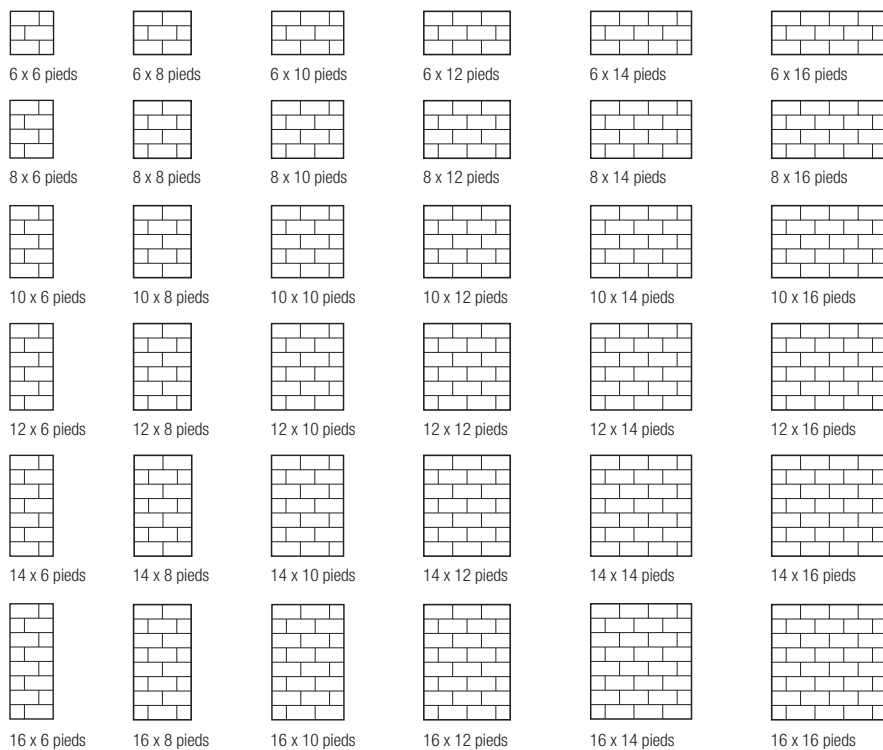 6 x 6 pieds 6 x 8 pieds 6 x 10 pieds 6 x 12 pieds 6 x 14 pieds 6 x 16 pieds
8 x 6 pieds 8 x 8 pieds 8 x 10 pieds 8 x 12 pieds 8 x 14 pieds 8 x 16 pieds
10 x 6 pieds 10 x 8 pieds 10 x 10 pieds 10 x 12 pieds 10 x 14 pieds 10 x 16 pieds
12 x 6 pieds 12 x 8 pieds 12 x 10 pieds 12 x 12 pieds 12 x 14 pieds 12 x 16 pieds
14 x 6 pieds 14 x 8 pieds 14 x 10 pieds 14 x 12 pieds 14 x 14 pieds 14 x 16 pieds
16 x 6 pieds 16 x 8 pieds 16 x 10 pieds 16 x 12 pieds 16 x 14 pieds 16 x 16 pieds